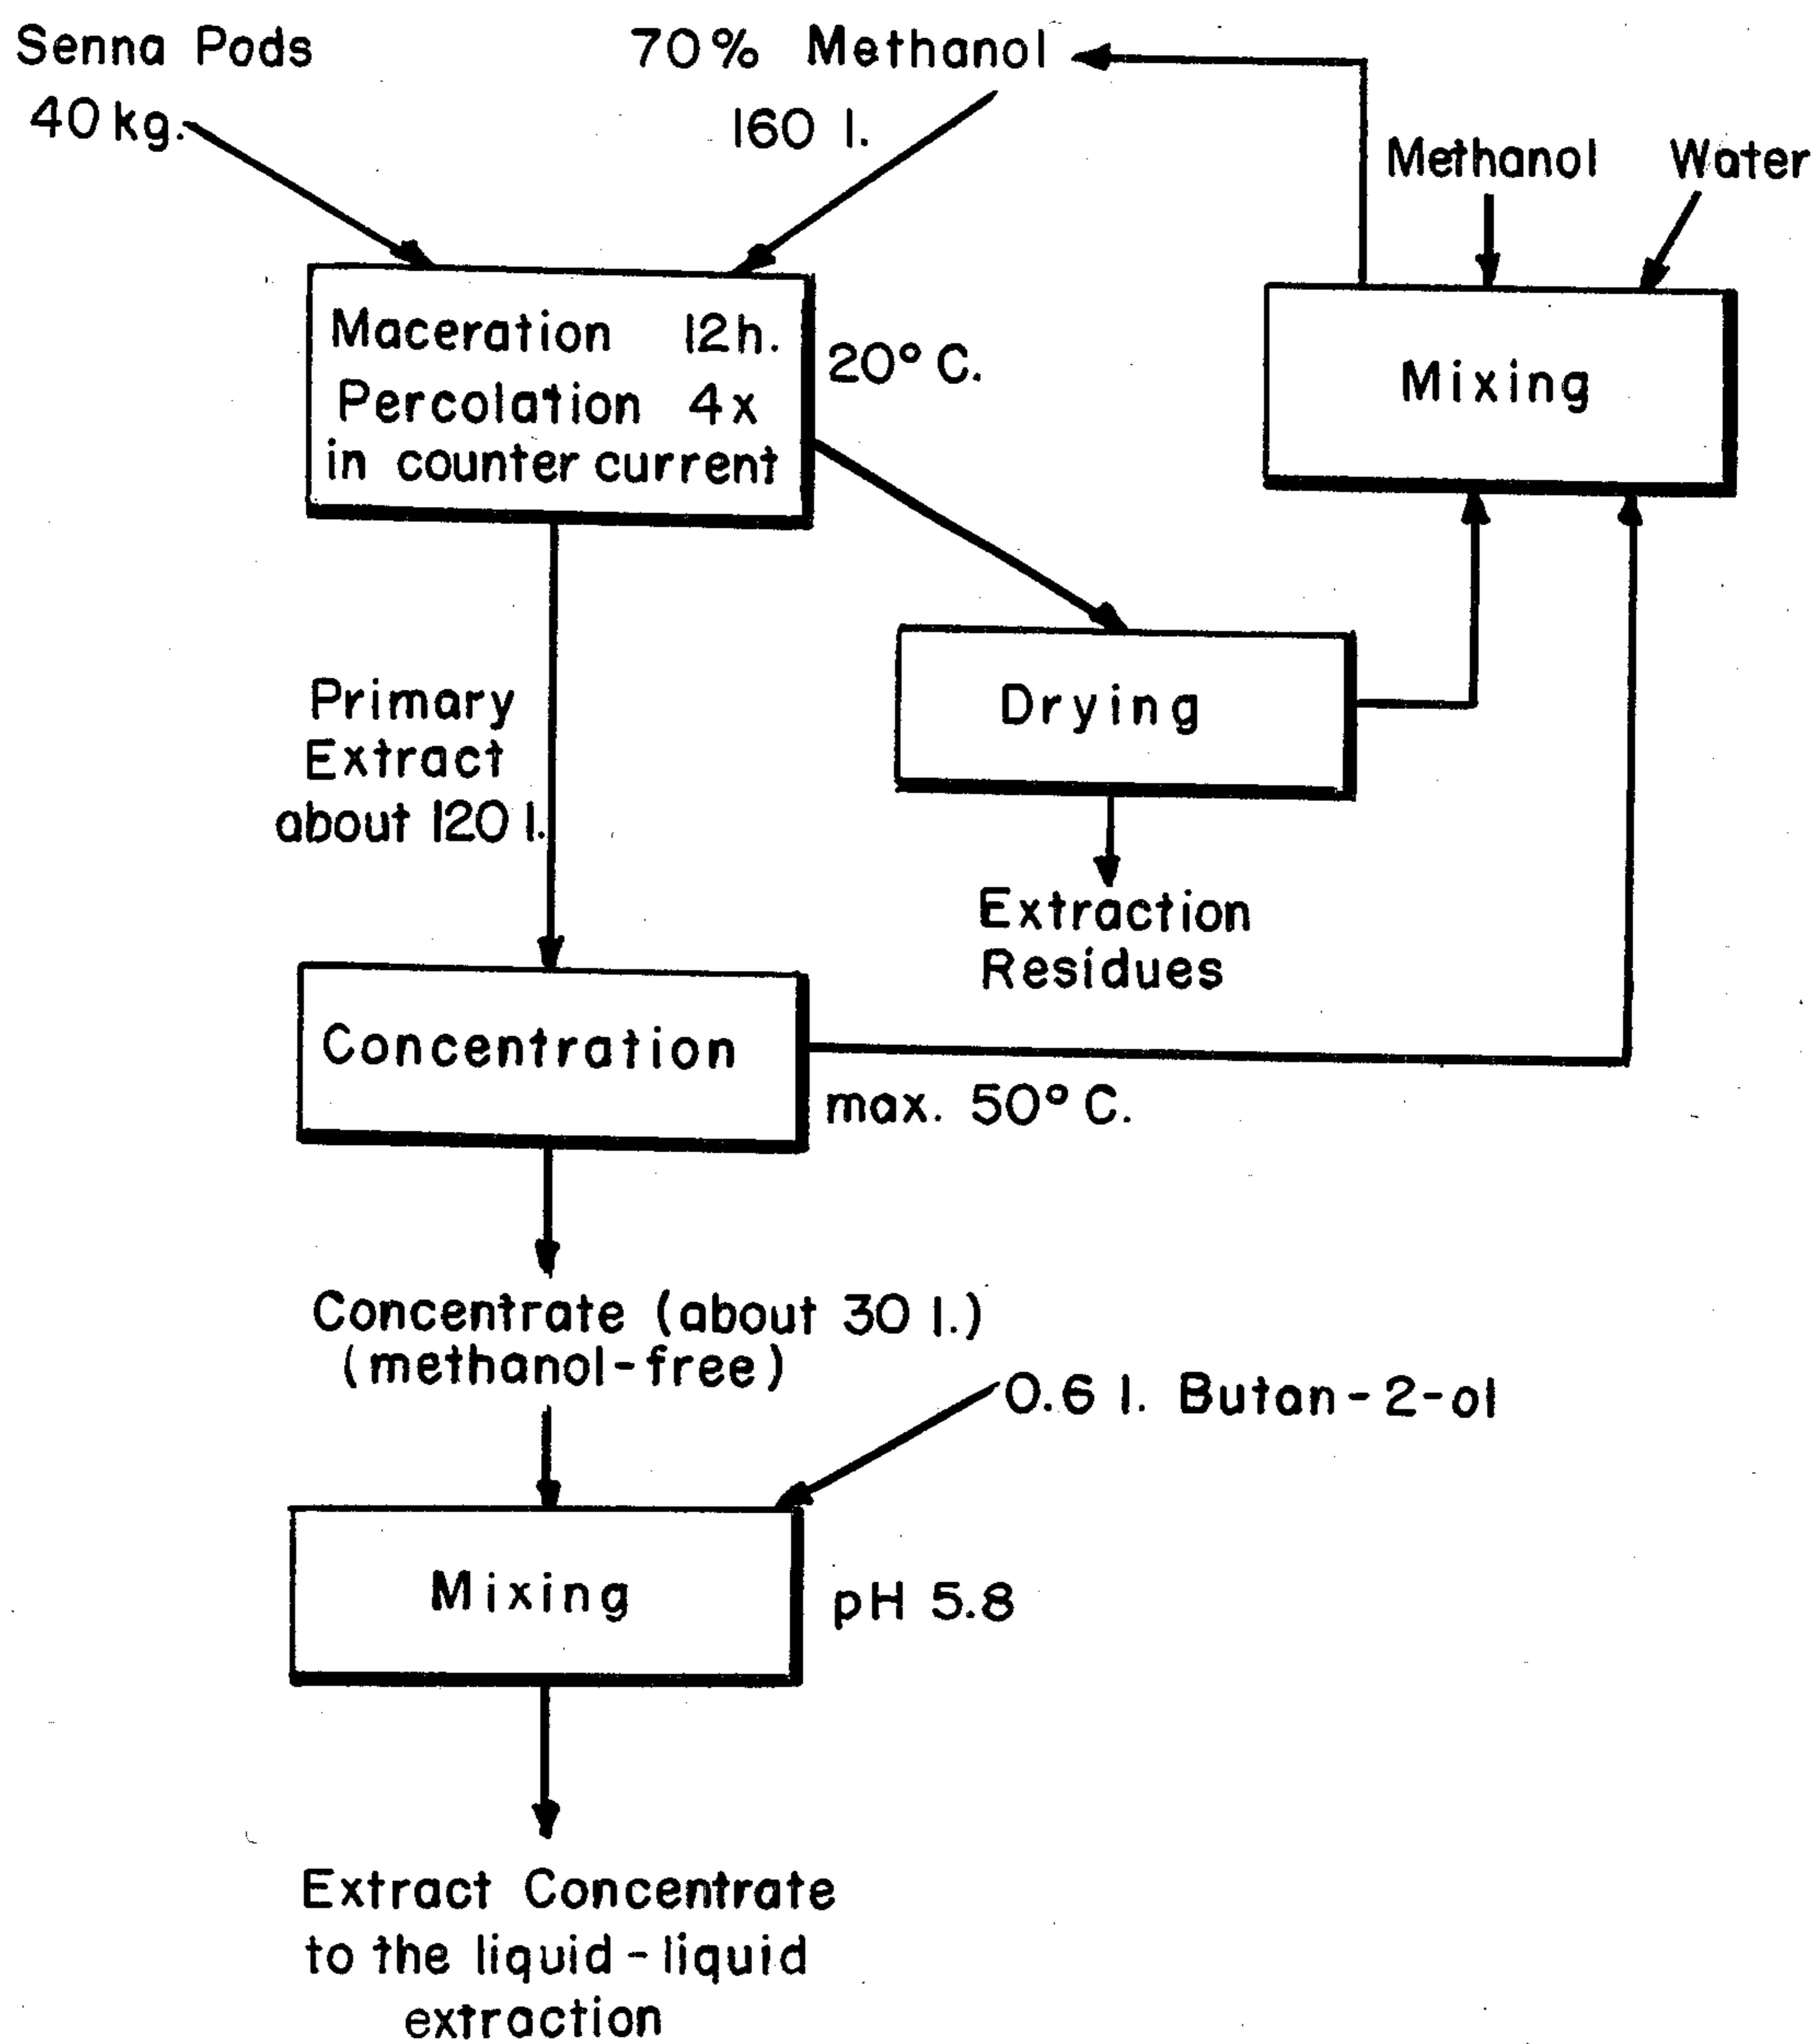 Senna Pods
40 kg.
70% Methanol
160 l.
Methanol
Water
Maceration 12h.
Percolation 4x
in counter current
20° C.
Mixing
Primary
Extract
about 120 l.
Drying
Extraction
Residues
Concentration
max. 50° C.
Concentrate (about 30 l.)
(methanol-free)
0.6 l. Butan-2-ol
Mixing
pH 5.8
Extract Concentrate
to the liquid-liquid
extraction